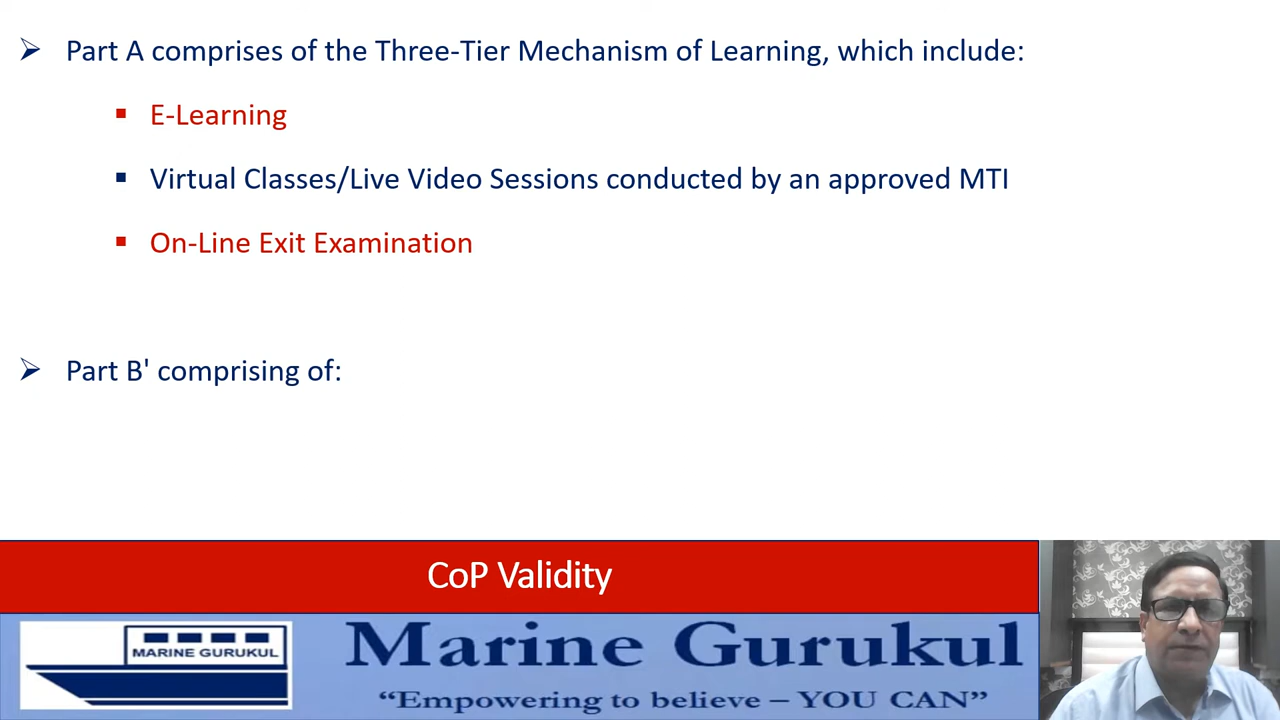 Part A comprises of the Three-Tier Mechanism of Learning, which include:
E-Learning
Virtual Classes/Live Video Sessions conducted by an approved MTI
On-Line Exit Examination
Part B' comprising of:
CoP Validity
MARINE GURUKUL
Marine Gurukul
“Empowering to believe – YOU CAN”